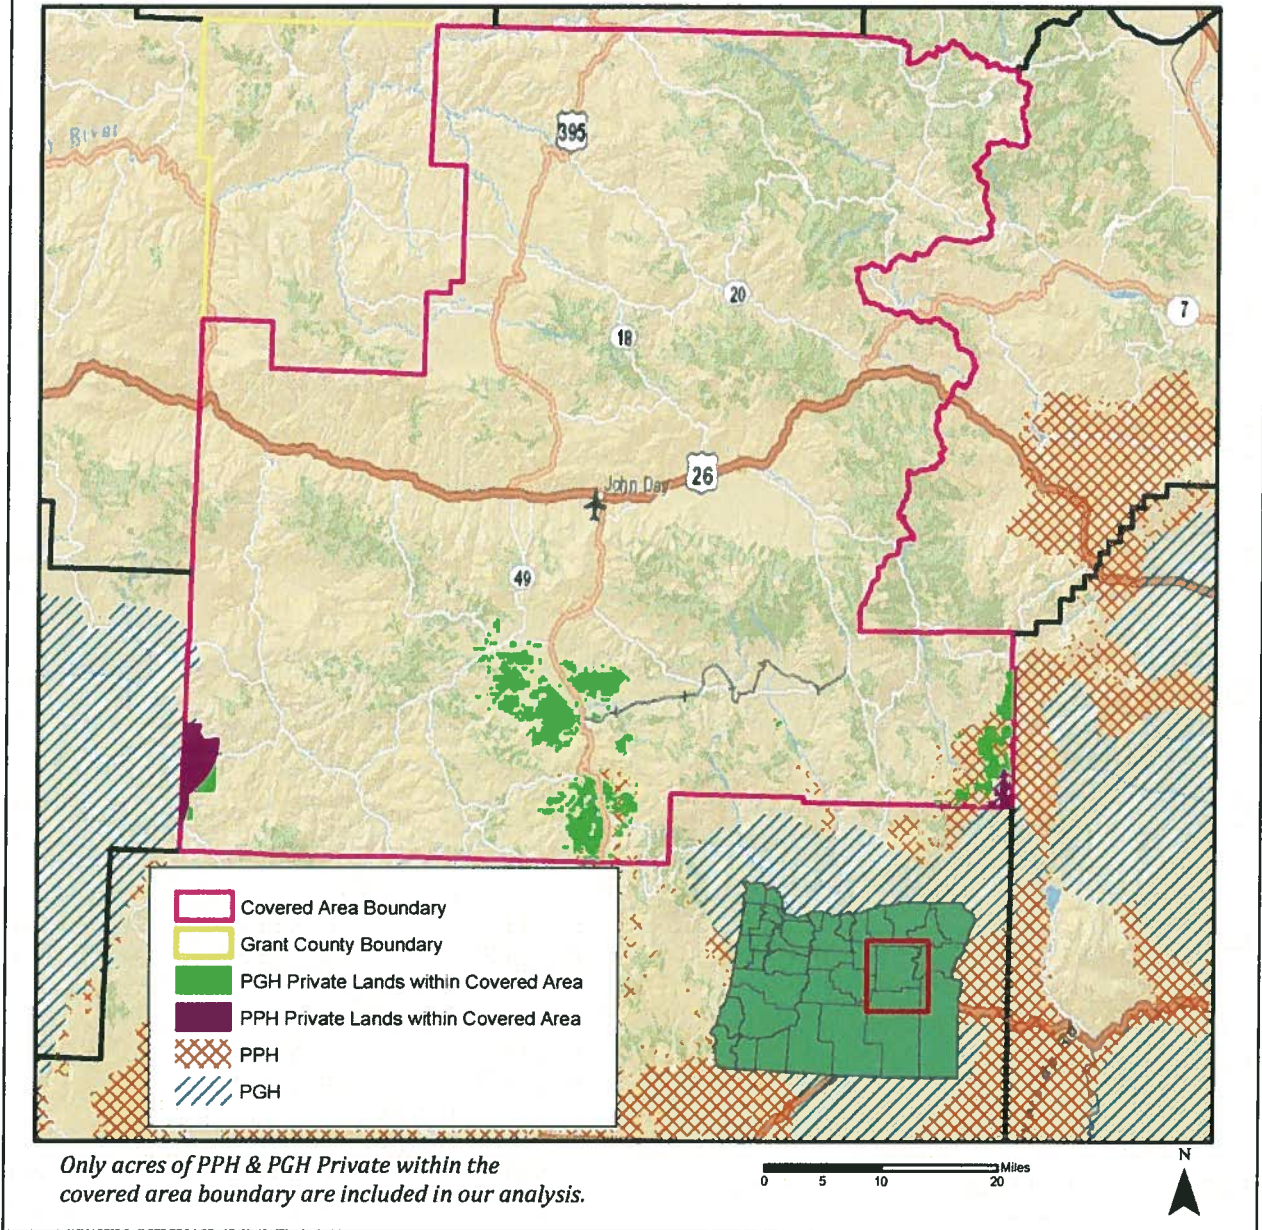 River
395
20
7
18
John Day
26
49
Covered Area Boundary
Grant County Boundary
PGH Private Lands within Covered Area
PPH Private Lands within Covered Area
PPH
PGH
Only acres of PPH & PGH Private within the
covered area boundary are included in our analysis.
Miles
0 5 10 20
N